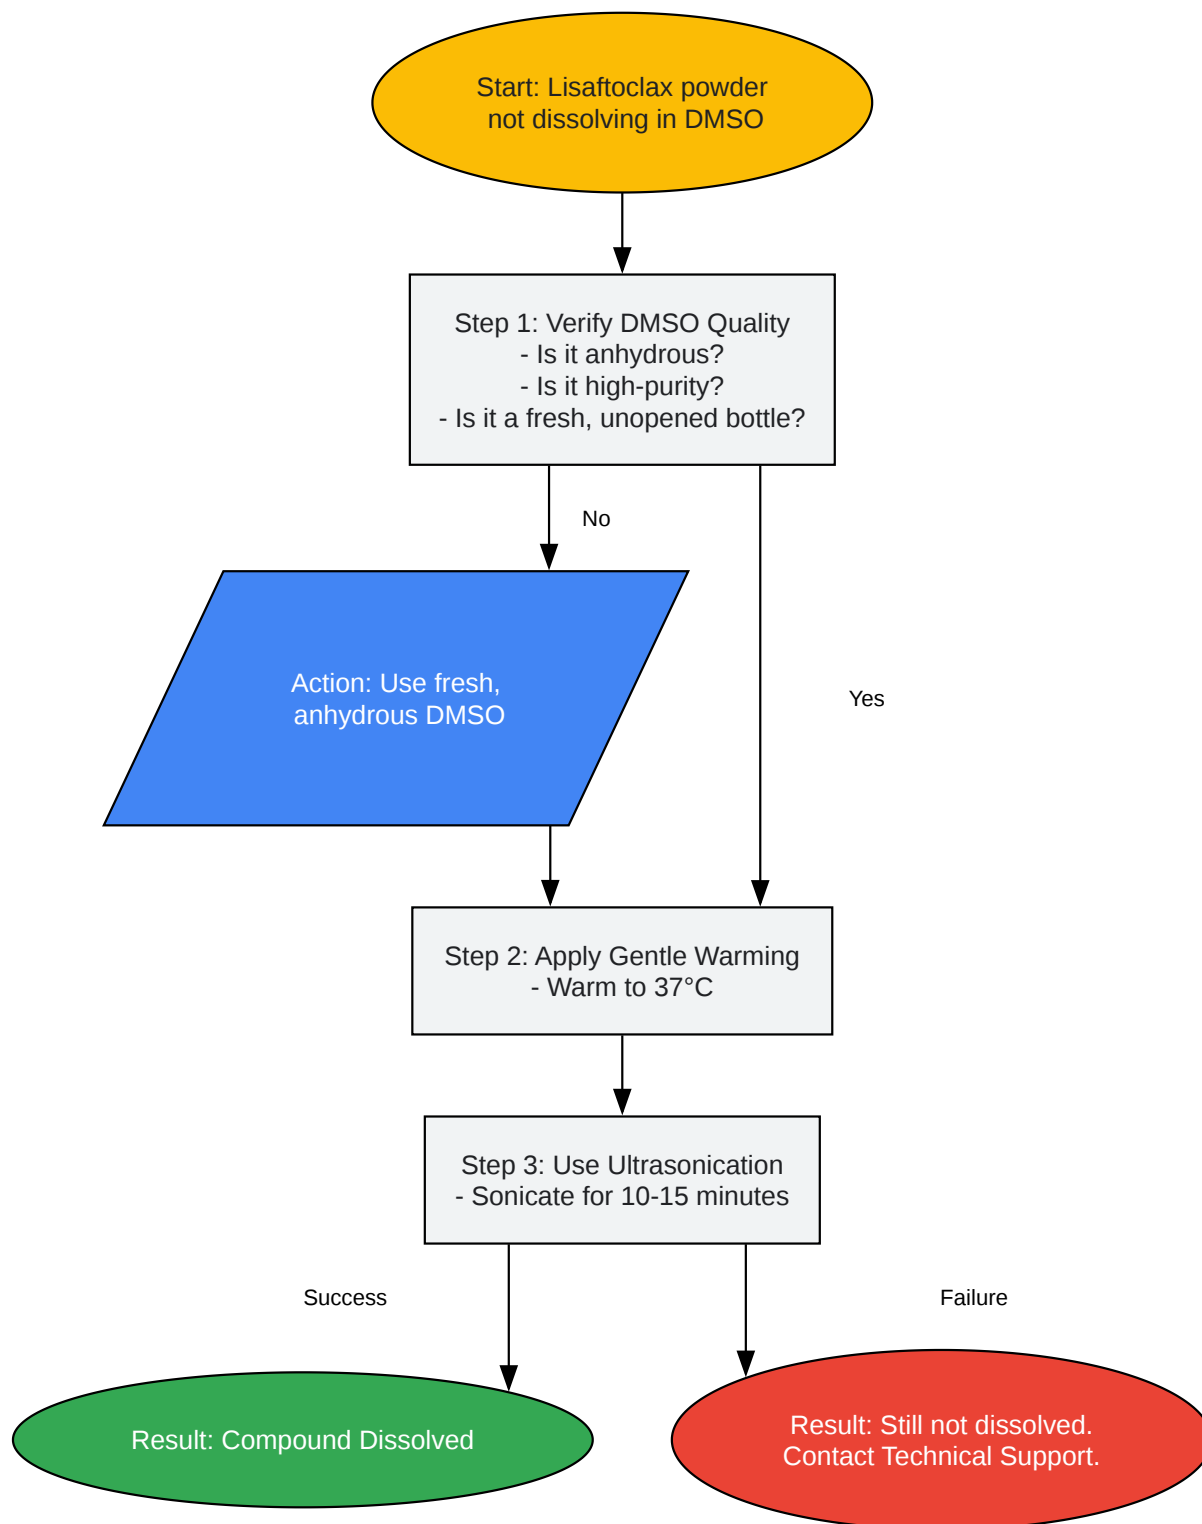 Start: Lisaftoclax powder
not dissolving in DMSO
Step 1: Verify DMSO Quality
- Is it anhydrous?
- Is it high-purity?
- Is it a fresh, unopened bottle?
No
Action: Use fresh,
anhydrous DMSO
Yes
Step 2: Apply Gentle Warming
- Warm to 37°C
Step 3: Use Ultrasonication
- Sonicate for 10-15 minutes
Success
Failure
Result: Compound Dissolved
Result: Still not dissolved.
Contact Technical Support.